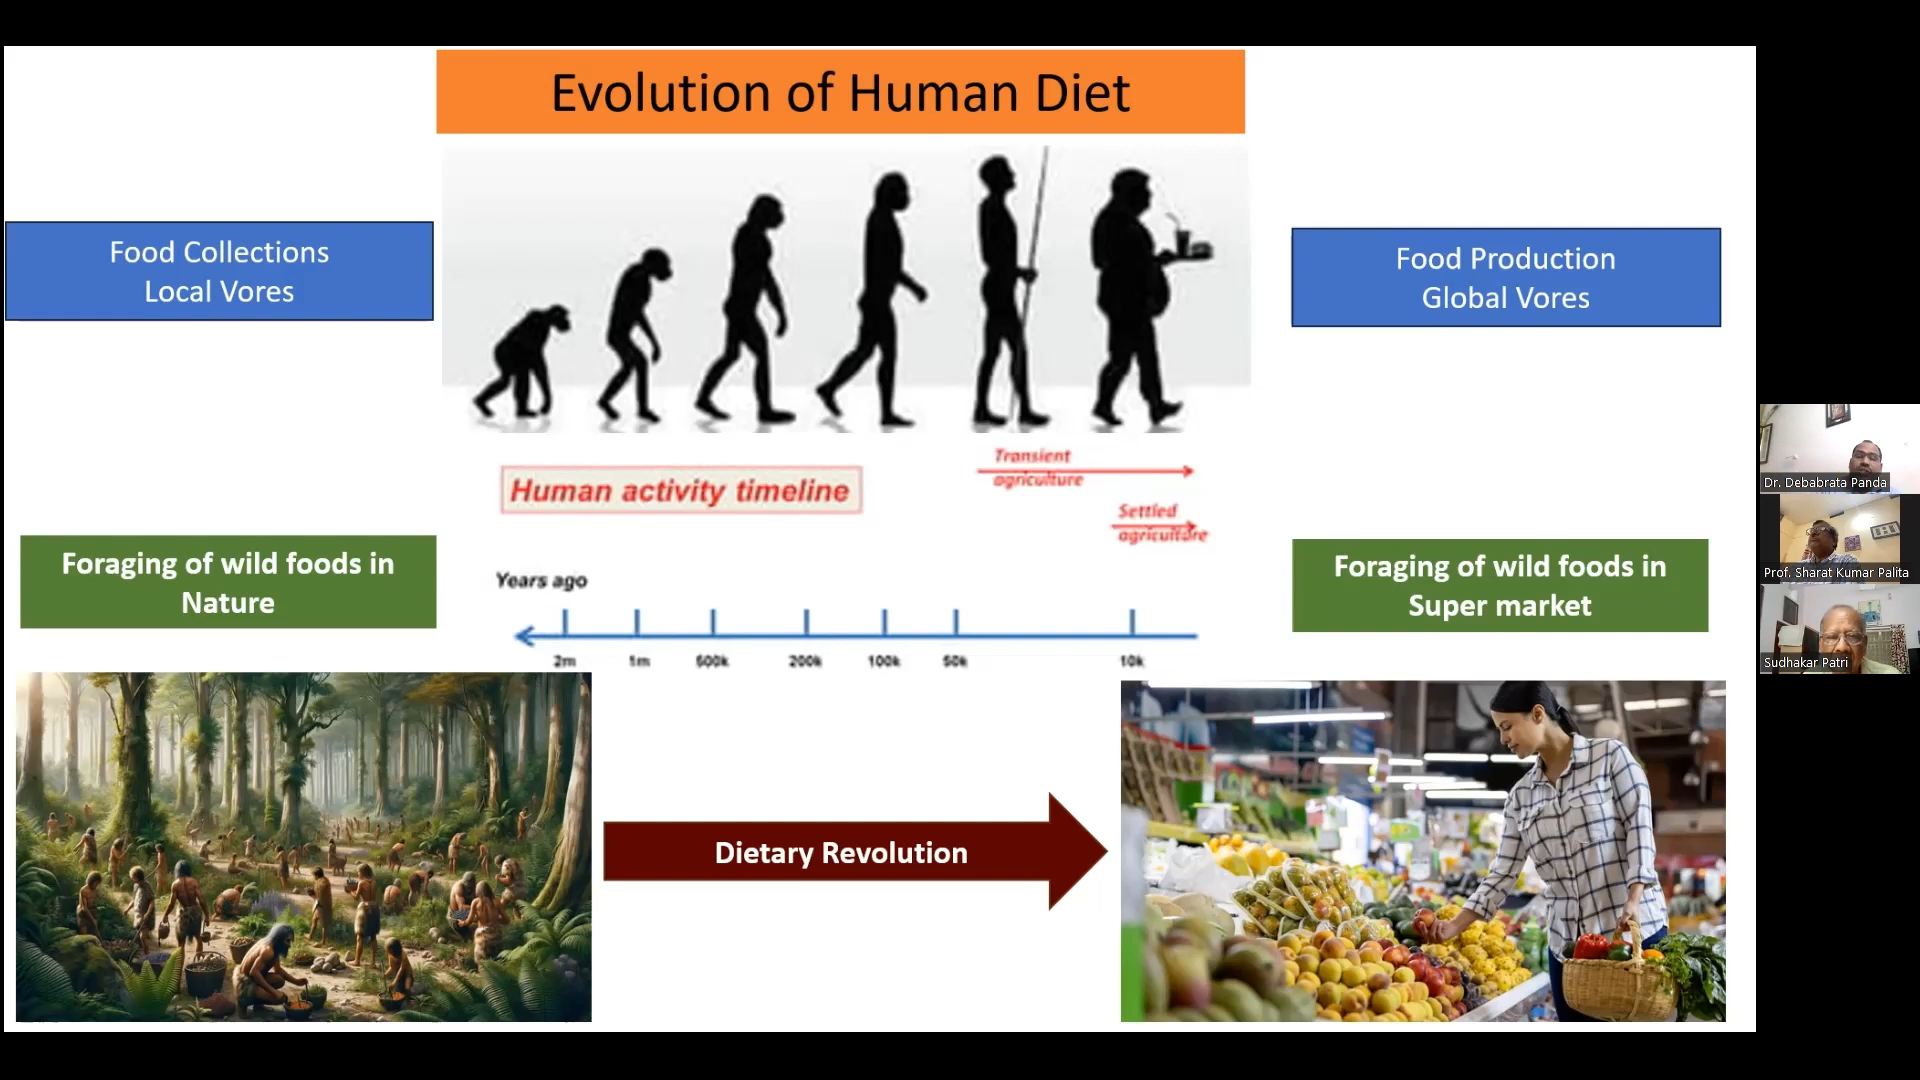 Evolution of Human Diet
Food Collections
Local Vores
Food Production
Global Vores
Transient
agriculture
Human activity timeline
Settled
agriculture
Foraging of wild foods in
Nature
Foraging of wild foods in
Super market
Years ago
2m 1m 500k 200k 100k 50k 10k
Dietary Revolution
Dr. Debabrata Panda
Prof. Sharat Kumar Palita
Sudhakar Patri